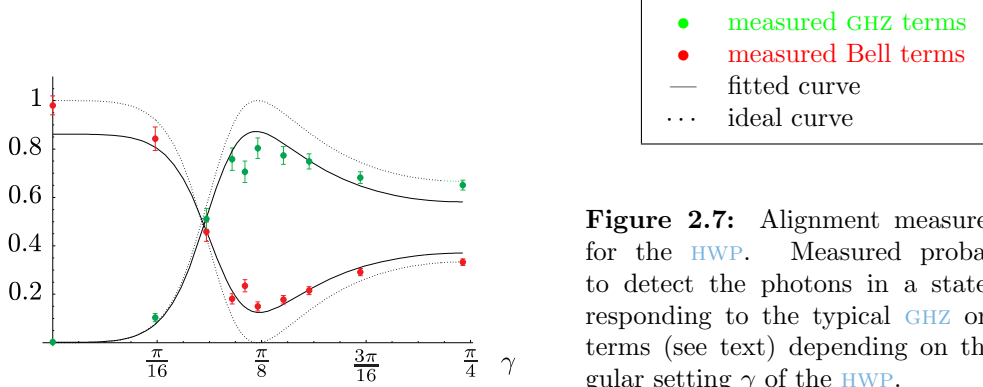 measured GHZ terms
measured Bell terms
fitted curve
ideal curve
1
0.8
0.6
0.4
0.2
π/16
π/8
3π/16
π/4
γ
Figure 2.7: Alignment measure
for the HWP. Measured proba
to detect the photons in a state
responding to the typical GHZ or
terms (see text) depending on th
gular setting γ of the HWP.